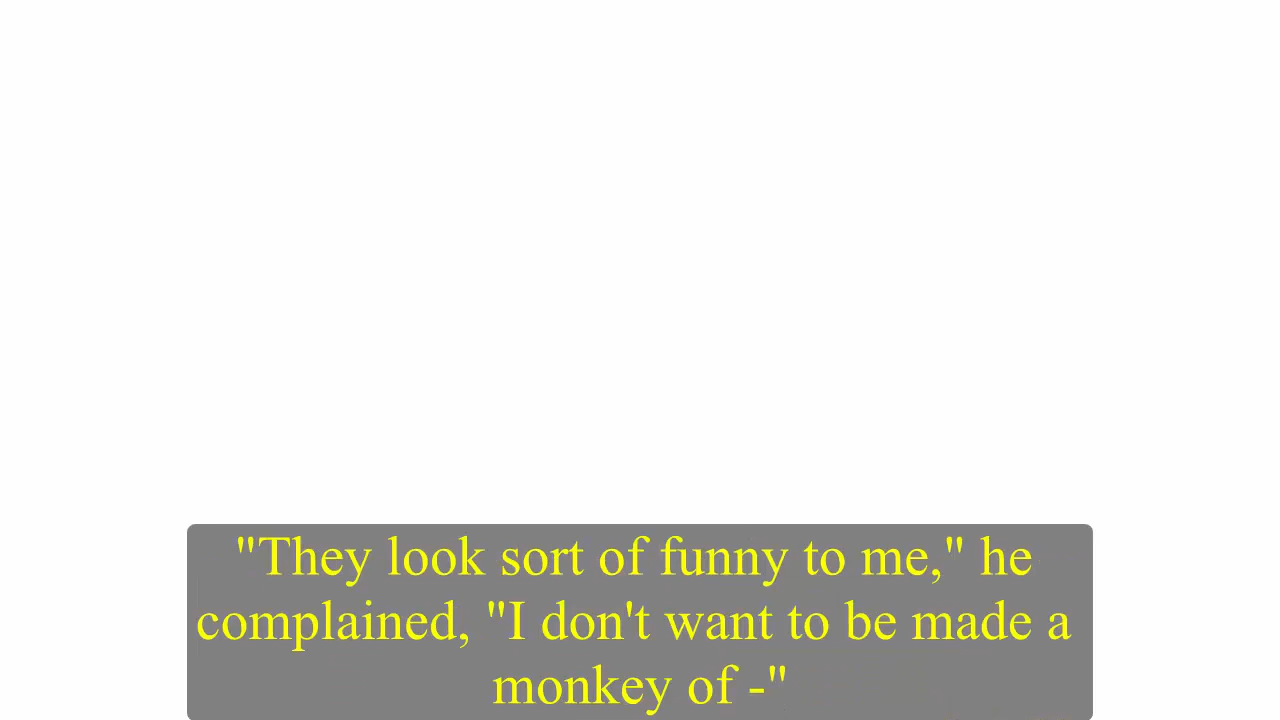 "They look sort of funny to me," he
complained, "I don't want to be made a
monkey of -"